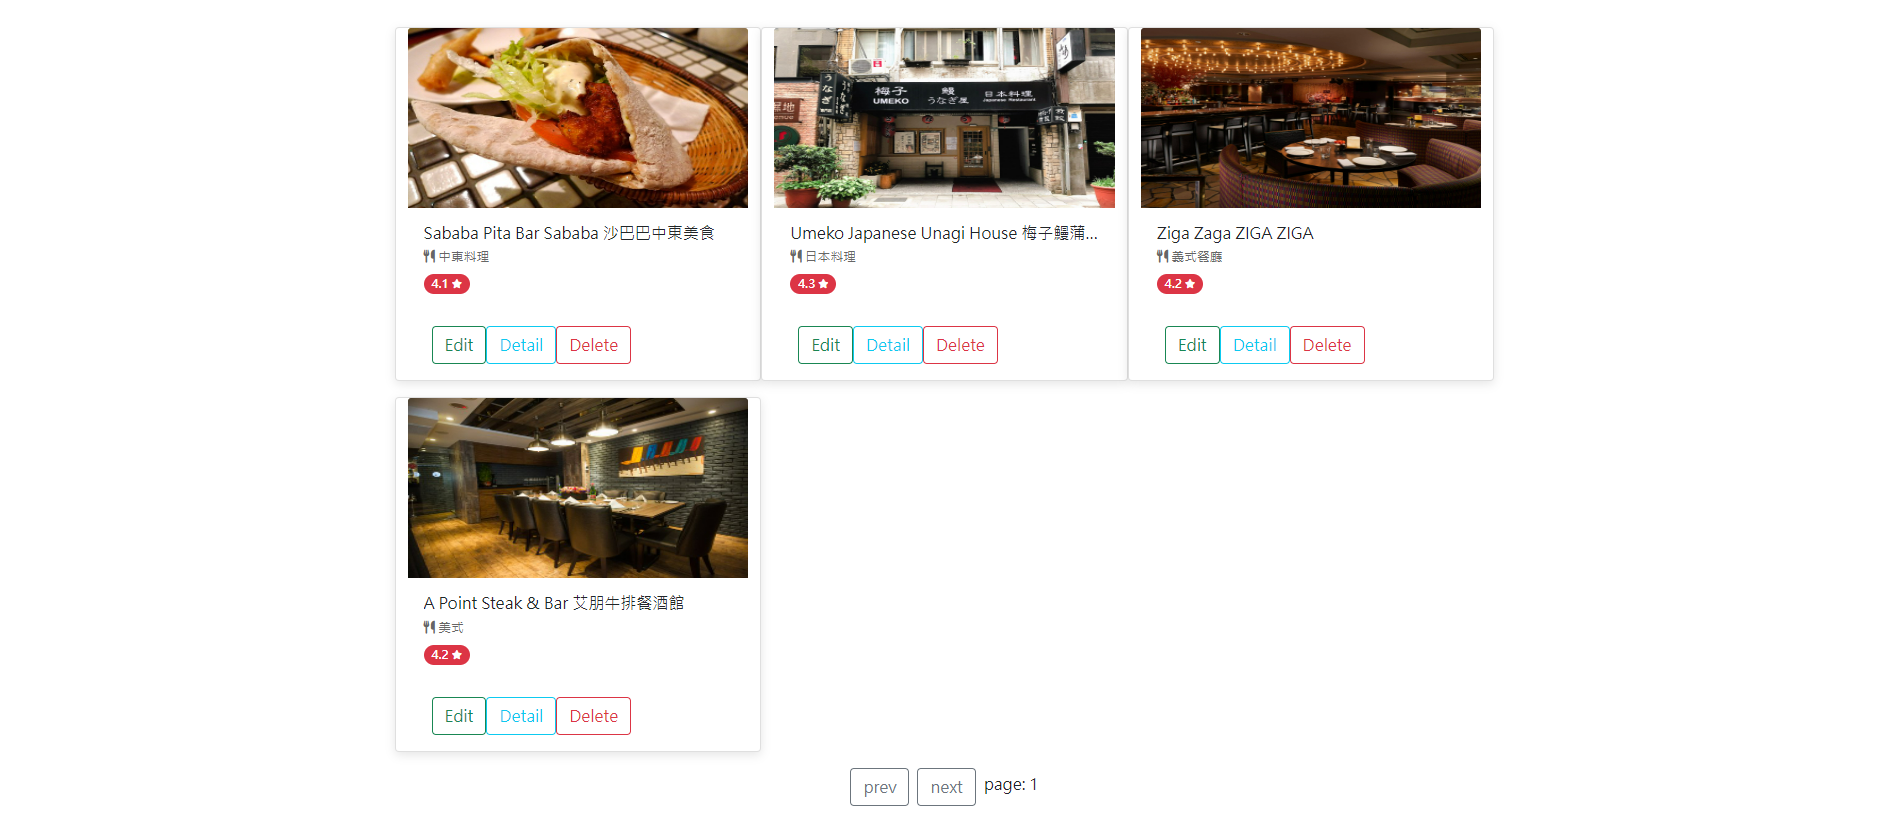 梅子
UMEKO
鰻
うなぎ屋
日本料理
Japanese Restaurant
うなぎ
Sababa Pita Bar Sababa 沙巴巴中東美食
中東料理
4.1
Edit Detail Delete
Umeko Japanese Unagi House 梅子鰻蒲...
日本料理
4.3
Edit Detail Delete
Ziga Zaga ZIGA ZIGA
義式餐廳
4.2
Edit Detail Delete
A Point Steak & Bar 艾朋牛排餐酒館
美式
4.2
Edit Detail Delete
prev next page: 1